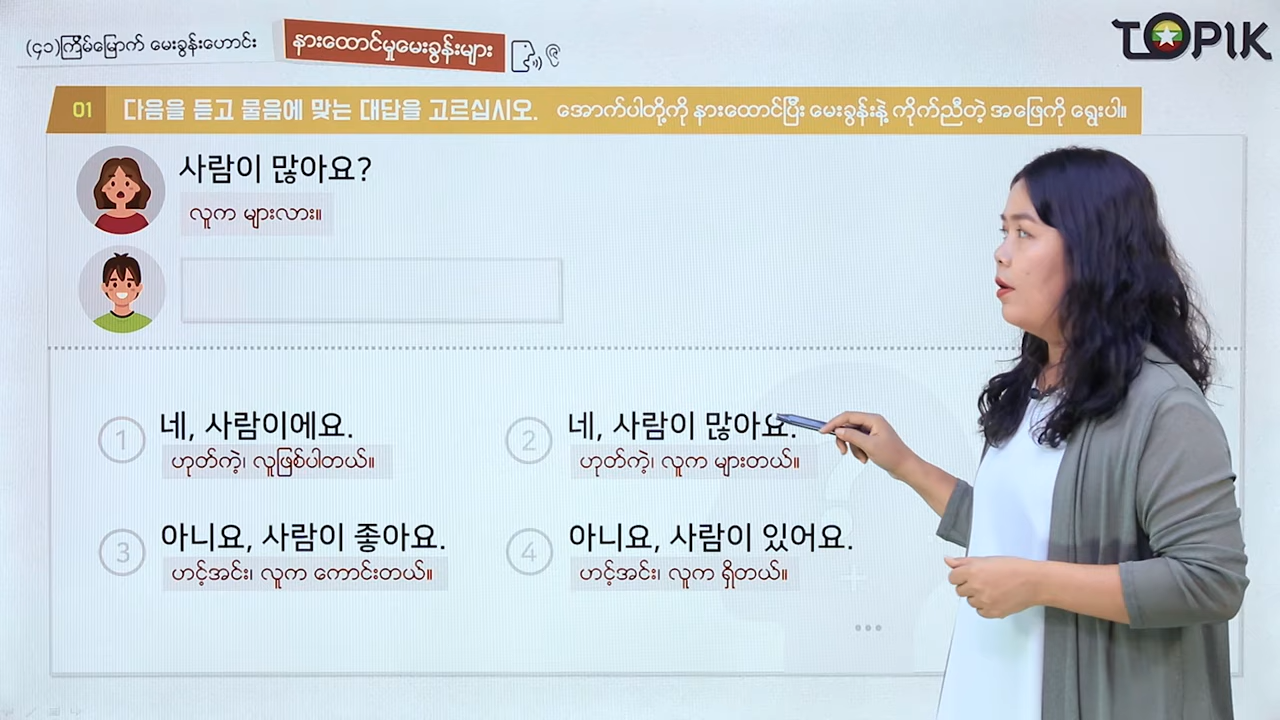 (၄၁)ကြိမ်မြောက် မေးခွန်းဟောင်း
နားထောင်မှုမေးခွန်းများ
TOPIK
01 다음을 듣고 물음에 맞는 대답을 고르십시오. အောက်ပါတို့ကို နားထောင်ပြီး မေးခွန်းနဲ့ ကိုက်ညီတဲ့ အဖြေကို ရွေးပါ။
사람이 많아요?
လူက များလား။
1 네, 사람이에요.
ဟုတ်ကဲ့၊ လူဖြစ်ပါတယ်။
2 네, 사람이 많아요.
ဟုတ်ကဲ့၊ လူက များတယ်။
3 아니요, 사람이 좋아요.
ဟင့်အင်း၊ လူက ကောင်းတယ်။
4 아니요, 사람이 있어요.
ဟင့်အင်း၊ လူက ရှိတယ်။